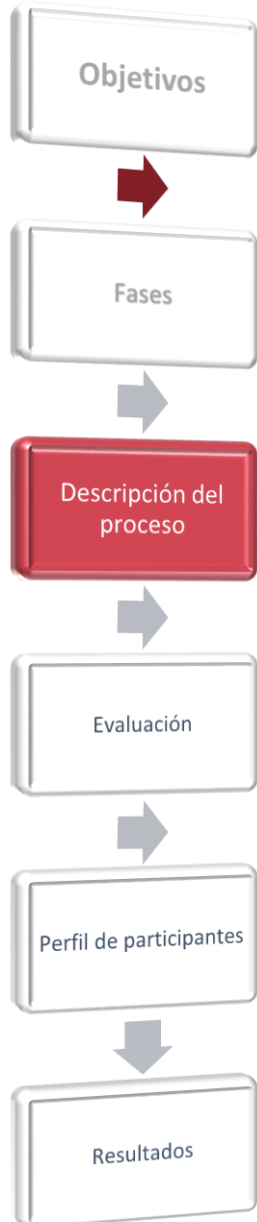 Objetivos
Fases
Descripción del
proceso
Evaluación
Perfil de participantes
Resultados